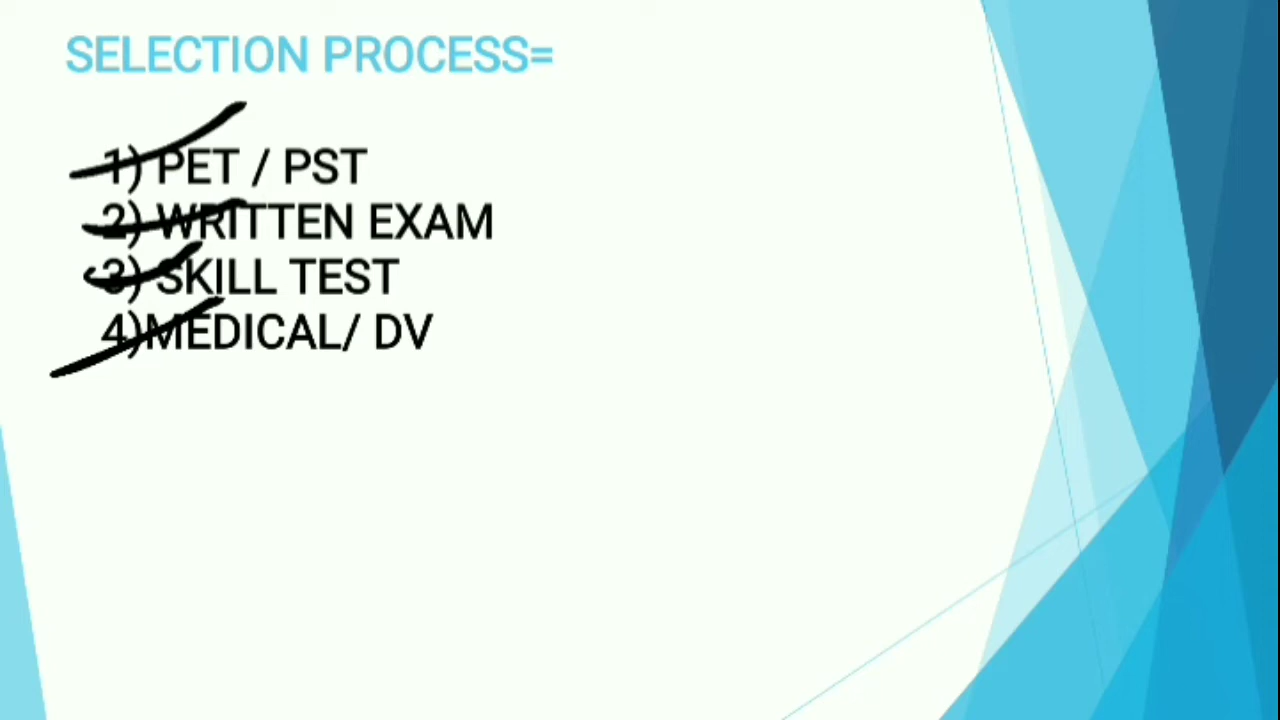 SELECTION PROCESS=
1) PET / PST
2) WRITTEN EXAM
3) SKILL TEST
4)MEDICAL/ DV